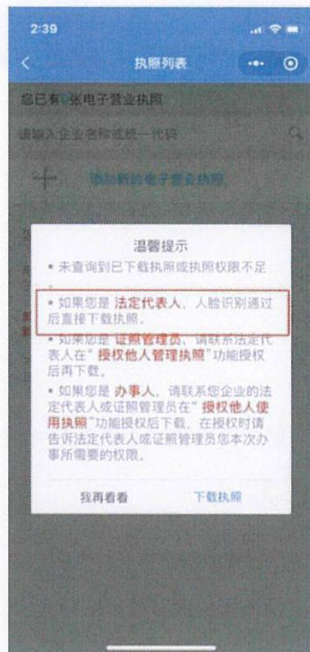 2:39
执照列表
您已有0张电子营业执照
请输入企业名称或统一代码
添加新的电子营业执照
温馨提示
• 未查询到已下载执照或执照权限不足
。
• 如果您是 法定代表人，人脸识别通过
后直接下载执照。
• 如果您是 证照管理员，请联系法定代
表人在“ 授权他人管理执照”功能授权
后再下载。
• 如果您是 办事人，请联系您企业的法
定代表人或证照管理员在“ 授权他人使
用执照”功能授权后下载，在授权时请
告诉法定代表人或证照管理员您本次办
事所需要的权限。
我再看看
下载执照